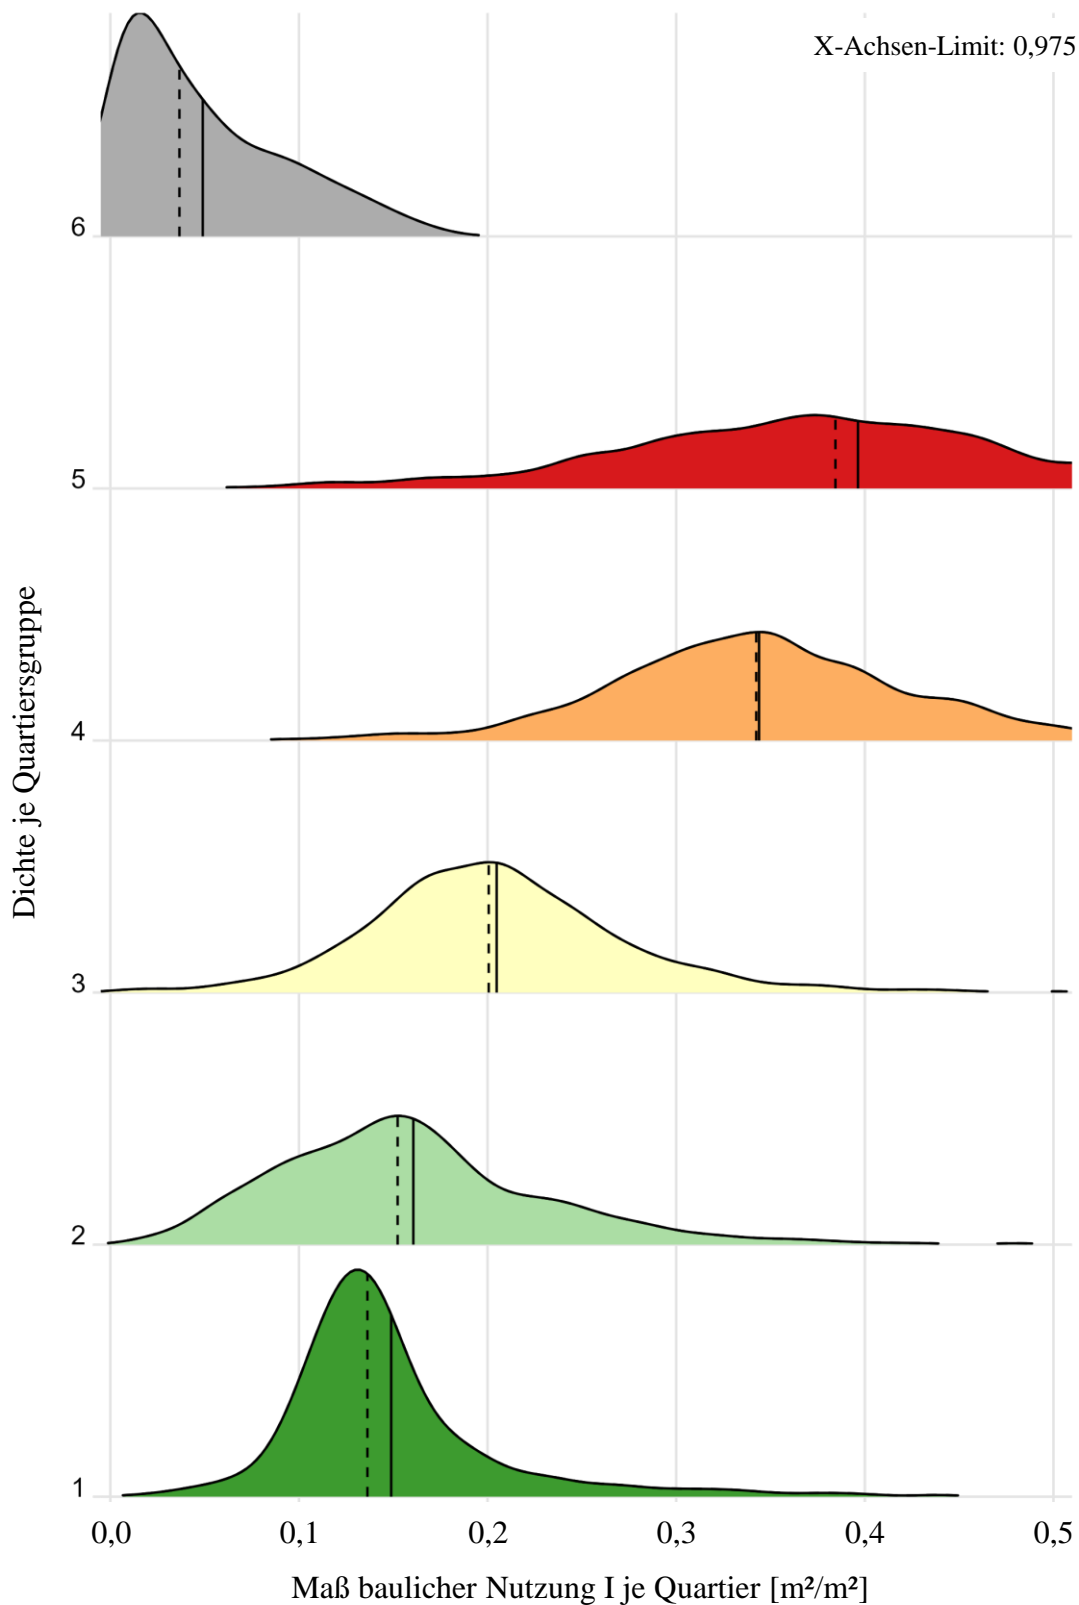 X-Achsen-Limit: 0,975
6
5
4
3
2
1
Dichte je Quartiersgruppe
0,0 0,1 0,2 0,3 0,4 0,5
Maß baulicher Nutzung I je Quartier [m²/m²]